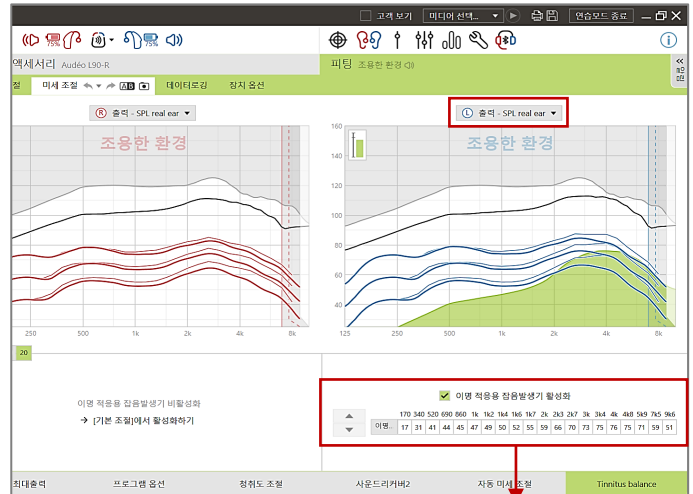 고객 보기 미디어 선택... 연습모드 종료
75% 75%
액세서리 Audéo L90-R
피팅 조용한 환경
알림
절 미세 조절 AB 데이터로깅 장치 옵션
R 출력 - SPL real ear
L 출력 - SPL real ear
조용한 환경
조용한 환경
160
140
120
100
80
60
40
250 500 1k 2k 4k 8k
125 250 500 1k 2k 4k 8k
20
이명 적응용 잡음발생기 비활성화
→ [기본 조절]에서 활성화하기
이명 적응용 잡음발생기 활성화
170 340 520 690 860 1k 1k2 1k4 1k6 1k7 2k 2k3 2k7 3k 3k4 4k 4k8 5k9 7k5 9k6
이명.. 17 31 41 44 45 47 49 50 52 55 59 66 70 73 75 76 75 71 59 51
최대출력 프로그램 옵션 청취도 조절 사운드리커버2 자동 미세 조절 Tinnitus balance